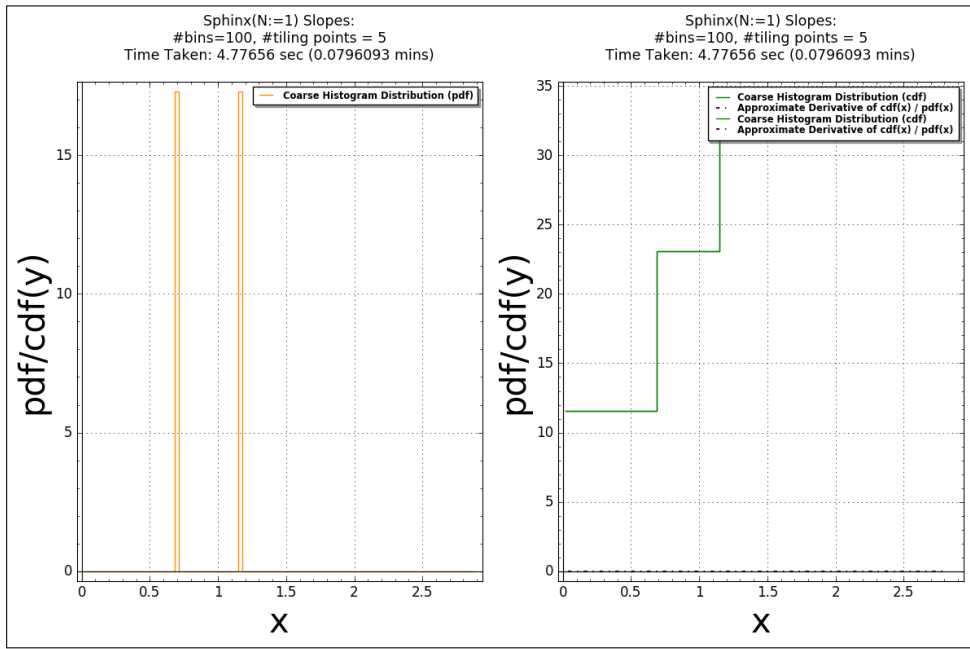 Sphinx(N:=1) Slopes:
#bins=100, #tiling points = 5
Time Taken: 4.77656 sec (0.0796093 mins)
Coarse Histogram Distribution (pdf)
15
10
5
0
0
0.5
1
1.5
2
2.5
pdf/cdf(y)
x
Sphinx(N:=1) Slopes:
#bins=100, #tiling points = 5
Time Taken: 4.77656 sec (0.0796093 mins)
Coarse Histogram Distribution (cdf)
Approximate Derivative of cdf(x) / pdf(x)
Coarse Histogram Distribution (cdf)
Approximate Derivative of cdf(x) / pdf(x)
35
30
25
20
15
10
5
0
0
0.5
1
1.5
2
2.5
pdf/cdf(y)
x